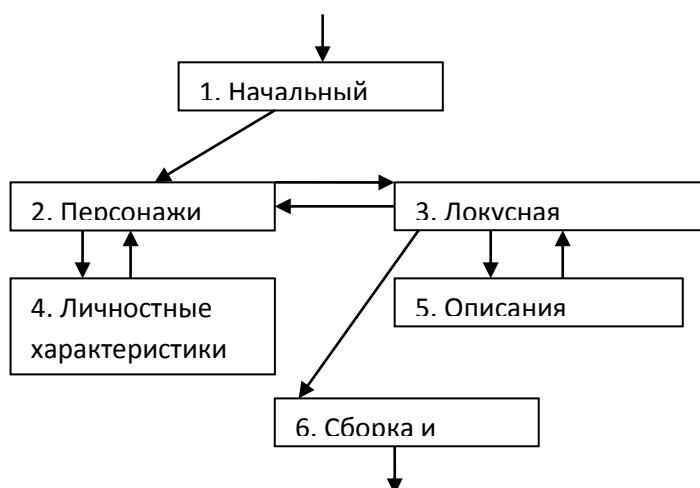 1. Начальный
2. Персонажи
3. Локусная
4. Личностные
характеристики
5. Описания
6. Сборка и